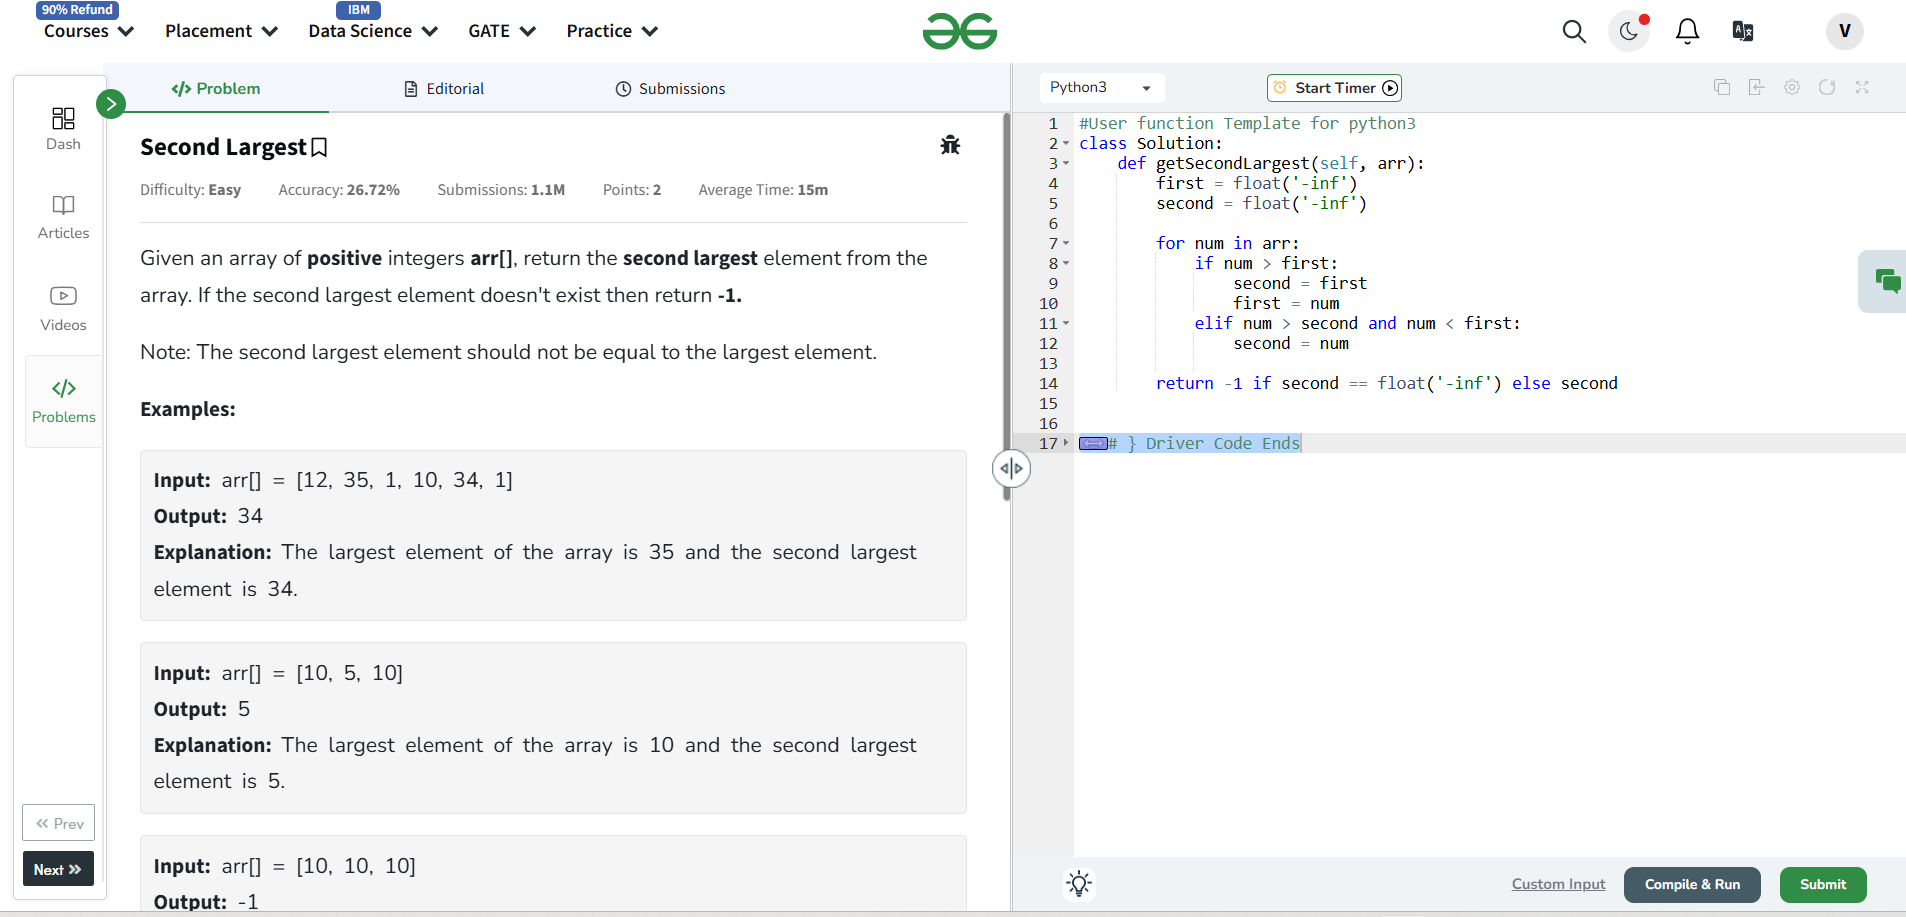 90% Refund
IBM
Courses
Placement
Data Science
GATE
Practice
V
Dash
Articles
Videos
Problems
Prev
Next
Problem
Editorial
Submissions
Second Largest
Difficulty: Easy Accuracy: 26.72% Submissions: 1.1M Points: 2 Average Time: 15m
Given an array of positive integers arr[], return the second largest element from the
array. If the second largest element doesn't exist then return -1.
Note: The second largest element should not be equal to the largest element.
Examples:
Input: arr[] = [12, 35, 1, 10, 34, 1]
Output: 34
Explanation: The largest element of the array is 35 and the second largest
element is 34.
Input: arr[] = [10, 5, 10]
Output: 5
Explanation: The largest element of the array is 10 and the second largest
element is 5.
Input: arr[] = [10, 10, 10]
Output: -1
Python3
Start Timer
1 #User function Template for python3
2 class Solution:
3     def getSecondLargest(self, arr):
4         first = float('-inf')
5         second = float('-inf')
6
7         for num in arr:
8             if num > first:
9                 second = first
10                 first = num
11             elif num > second and num < first:
12                 second = num
13
14         return -1 if second == float('-inf') else second
15
16
17 # } Driver Code Ends
Custom Input
Compile & Run
Submit